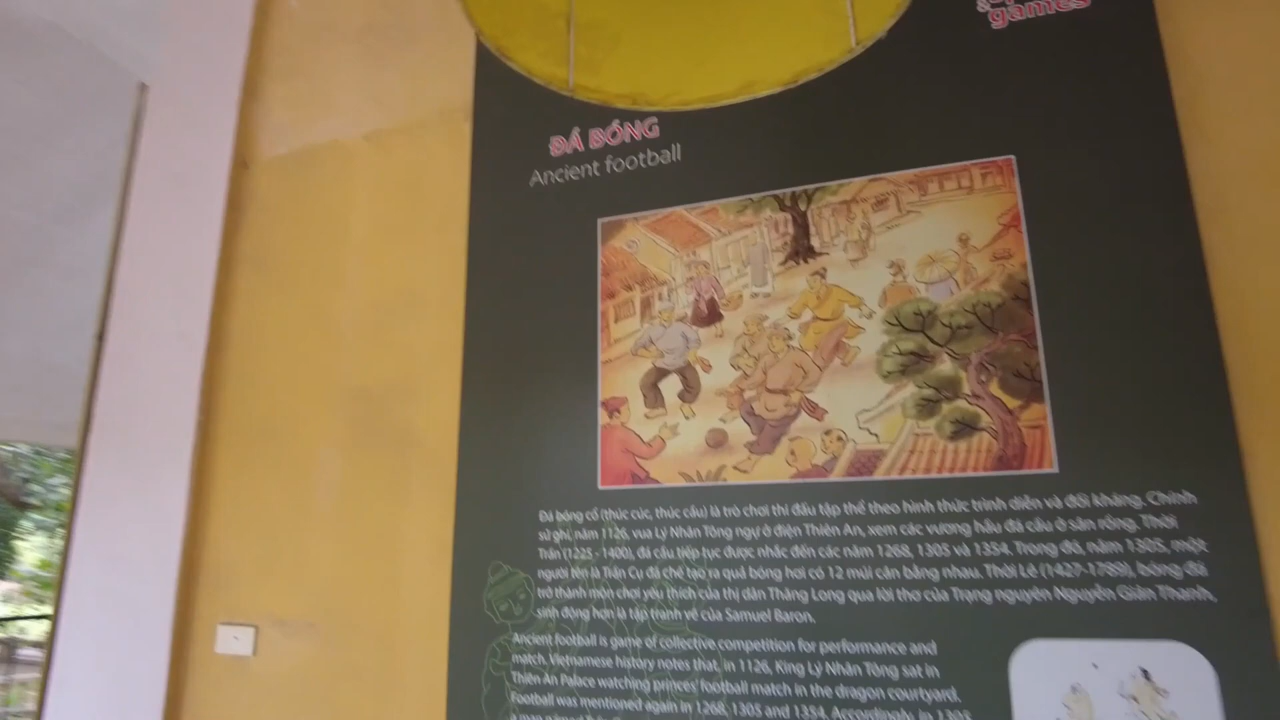 games
ĐÁ BÓNG
Ancient football
Đá bóng cổ (thúc cúc, thúc cầu) là trò chơi thi đấu tập thể theo hình thức trình diễn và đối kháng. Chính
sử ghi, năm 1126, vua Lý Nhân Tông ngự ở điện Thiên An, xem các vương hầu đá cầu ở sân rồng. Thời
Trần (1225 - 1400), đá cầu tiếp tục được nhắc đến các năm 1268, 1305 và 1354. Trong đó, năm 1305, một
người tên là Trần Cụ đã chế tạo ra quả bóng hơi có 12 múi cân bằng nhau. Thời Lê (1427-1789), bóng đá
trở thành môn chơi yêu thích của thị dân Thăng Long qua lời thơ của Trạng nguyên Nguyễn Giản Thanh,
sinh động hơn là tập tranh vẽ của Samuel Baron.
Ancient football is game of collective competition for performance and
match. Vietnamese history notes that, in 1126, King Lý Nhân Tông sat in
Thiên An Palace watching princes' football match in the dragon courtyard.
Football was mentioned again in 1268, 1305 and 1354. Accordingly, in 1305
a man named